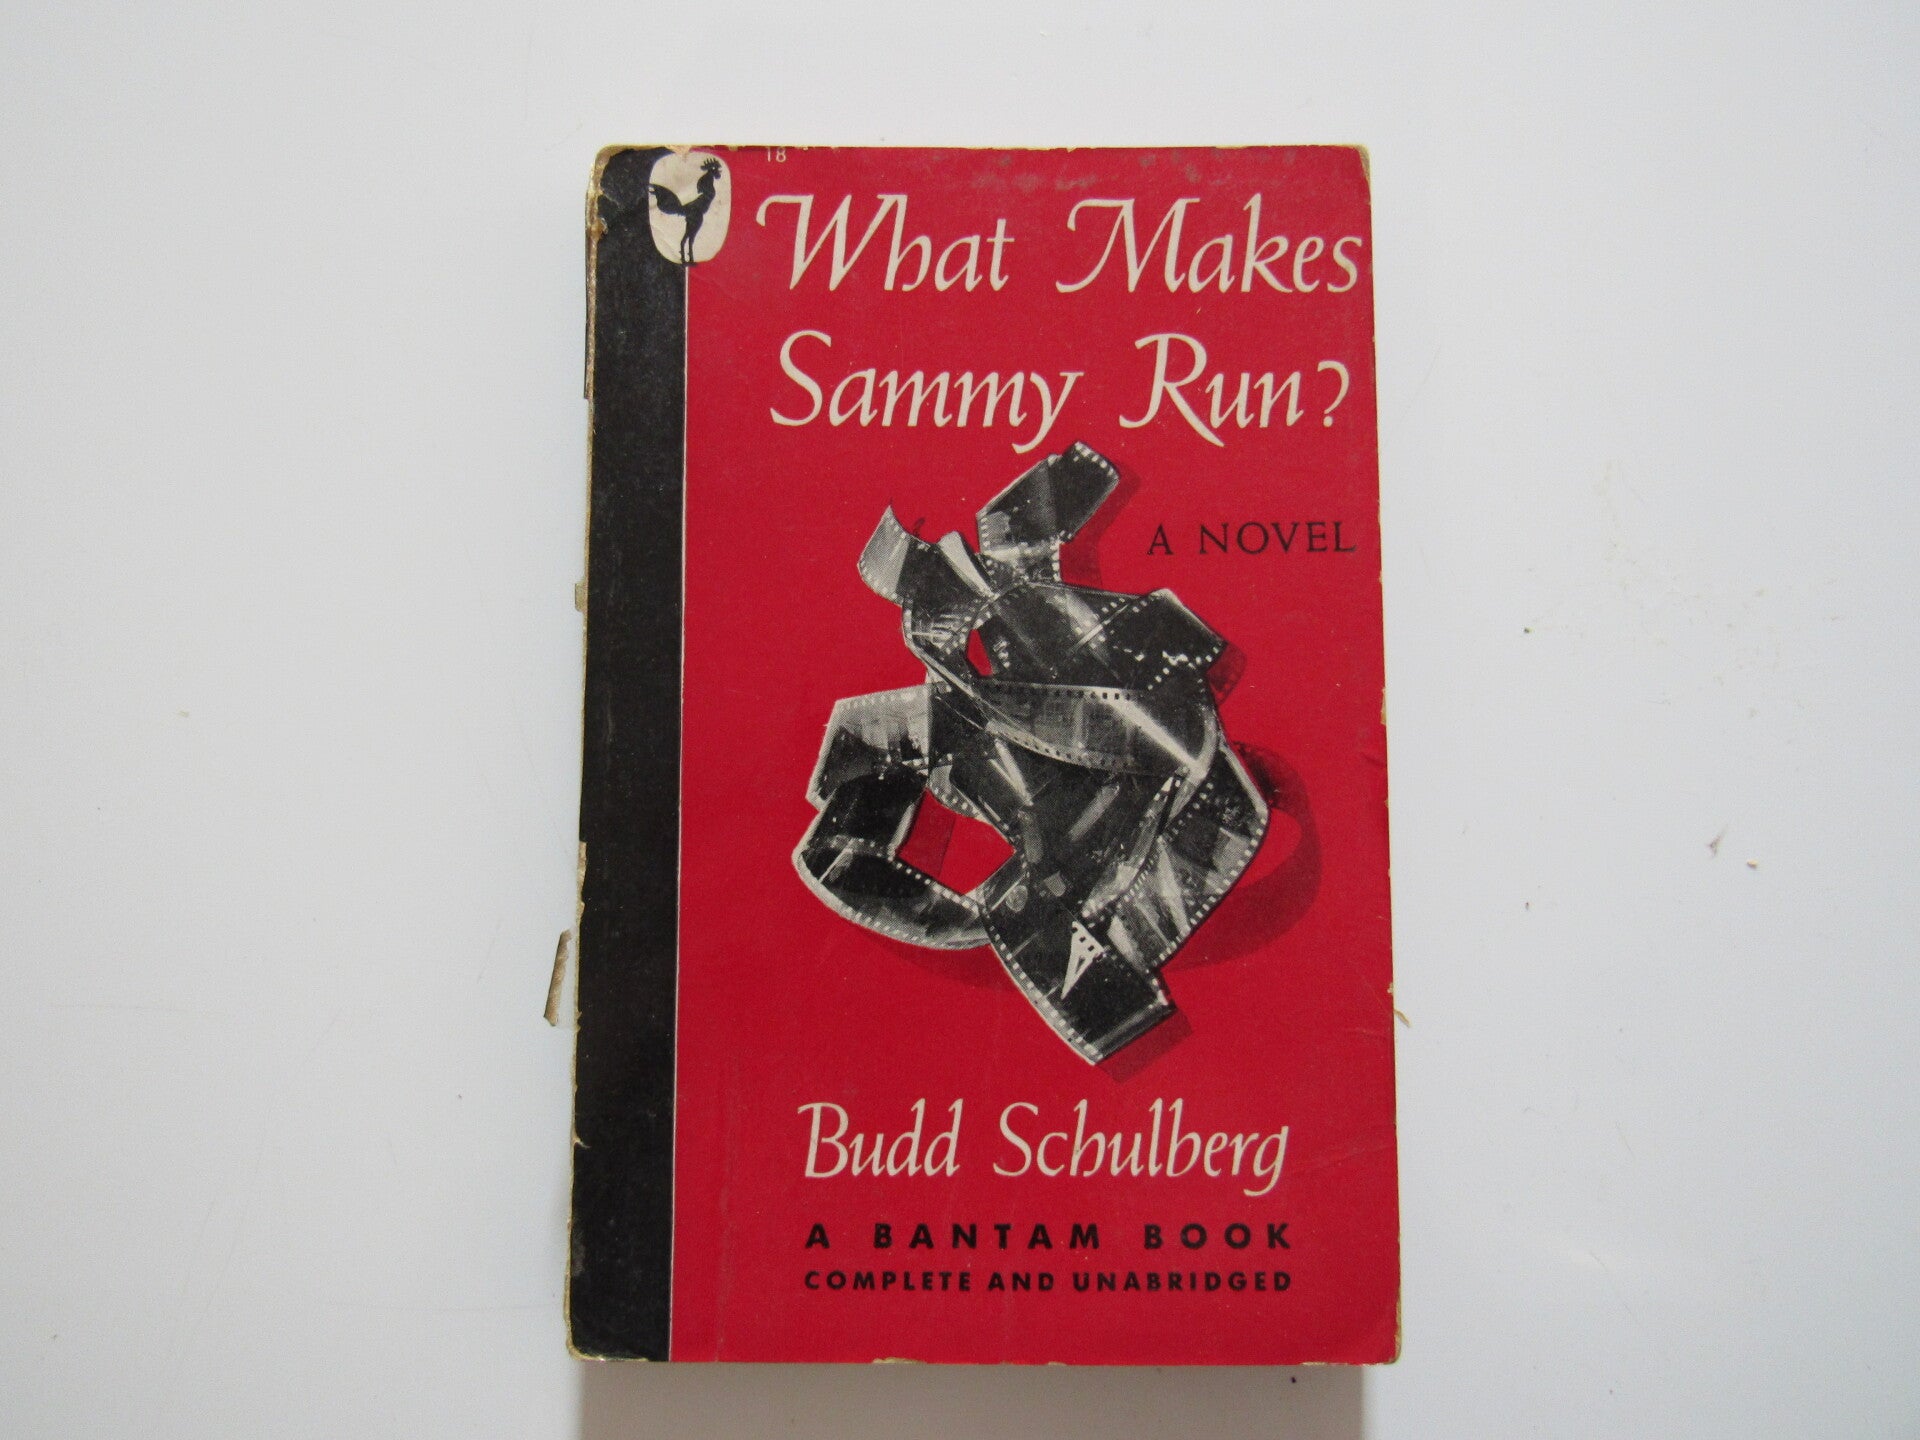 18
What Makes
Sammy Run?
A NOVEL
Budd Schulberg
A BANTAM BOOK
COMPLETE AND UNABRIDGED